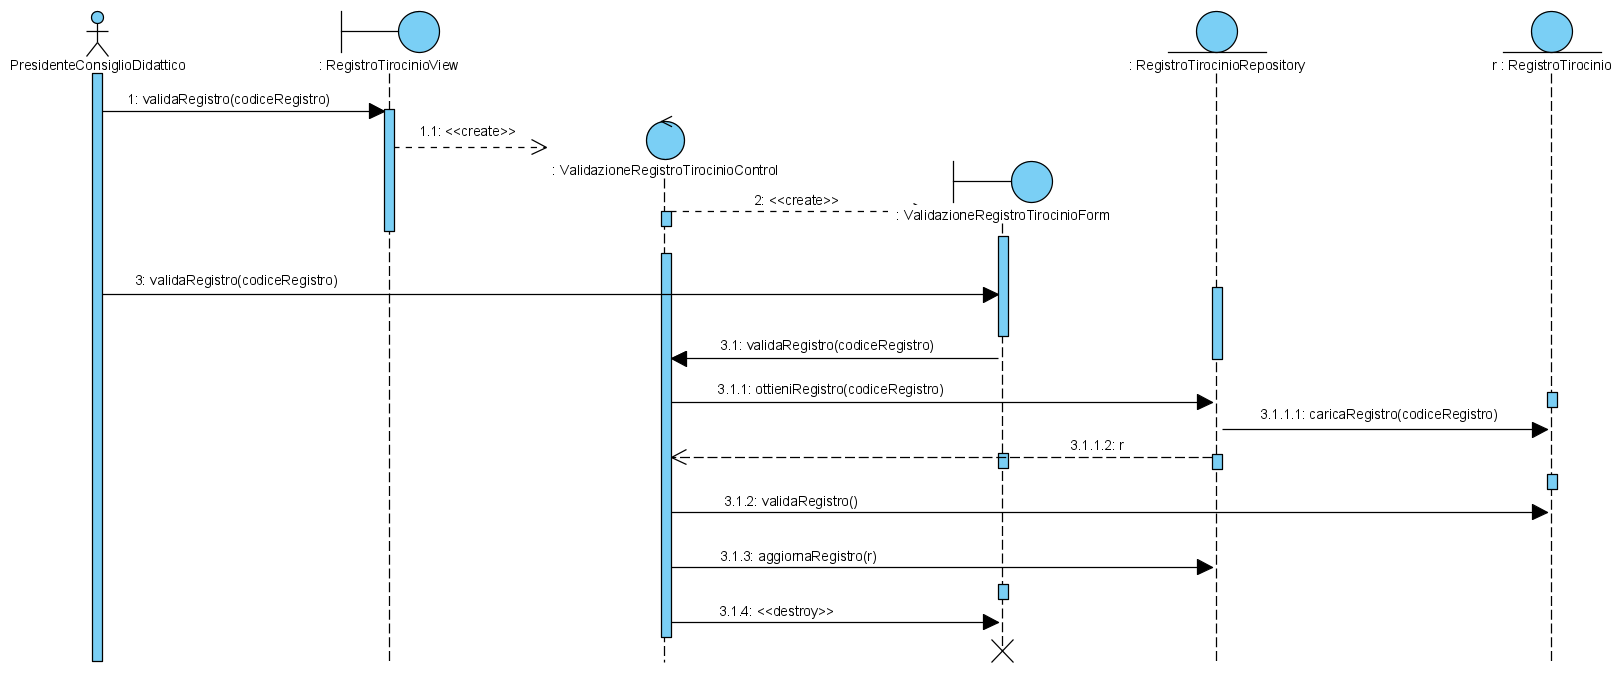 PresidenteConsiglioDidattico
: RegistroTirocinioView
: RegistroTirocinioRepository
r : RegistroTirocinio
1: validaRegistro(codiceRegistro)
1.1: <<create>>
: ValidazioneRegistroTirocinioControl
2: <<create>>
: ValidazioneRegistroTirocinioForm
3: validaRegistro(codiceRegistro)
3.1: validaRegistro(codiceRegistro)
3.1.1: ottieniRegistro(codiceRegistro)
3.1.1.1: caricaRegistro(codiceRegistro)
3.1.1.2: r
3.1.2: validaRegistro()
3.1.3: aggiornaRegistro(r)
3.1.4: <<destroy>>